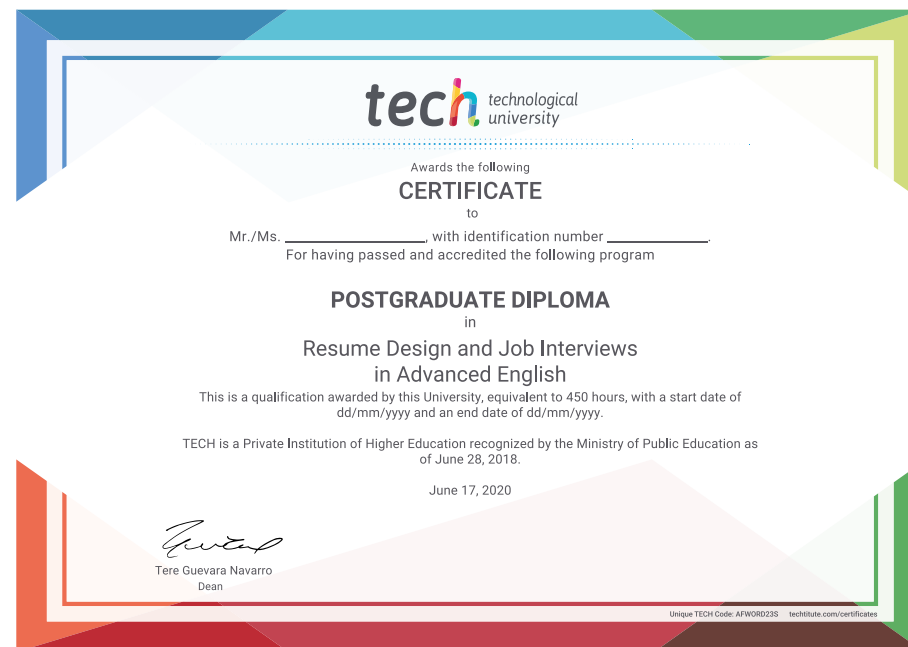 tech technological
university
Awards the following
CERTIFICATE
to
Mr./Ms. ____________, with identification number ___________.
For having passed and accredited the following program
POSTGRADUATE DIPLOMA
in
Resume Design and Job Interviews
in Advanced English
This is a qualification awarded by this University, equivalent to 450 hours, with a start date of
dd/mm/yyyy and an end date of dd/mm/yyyy.
TECH is a Private Institution of Higher Education recognized by the Ministry of Public Education as
of June 28, 2018.
June 17, 2020
Tere Guevara Navarro
Dean
Unique TECH Code: AFWORD23S techtitute.com/certificates